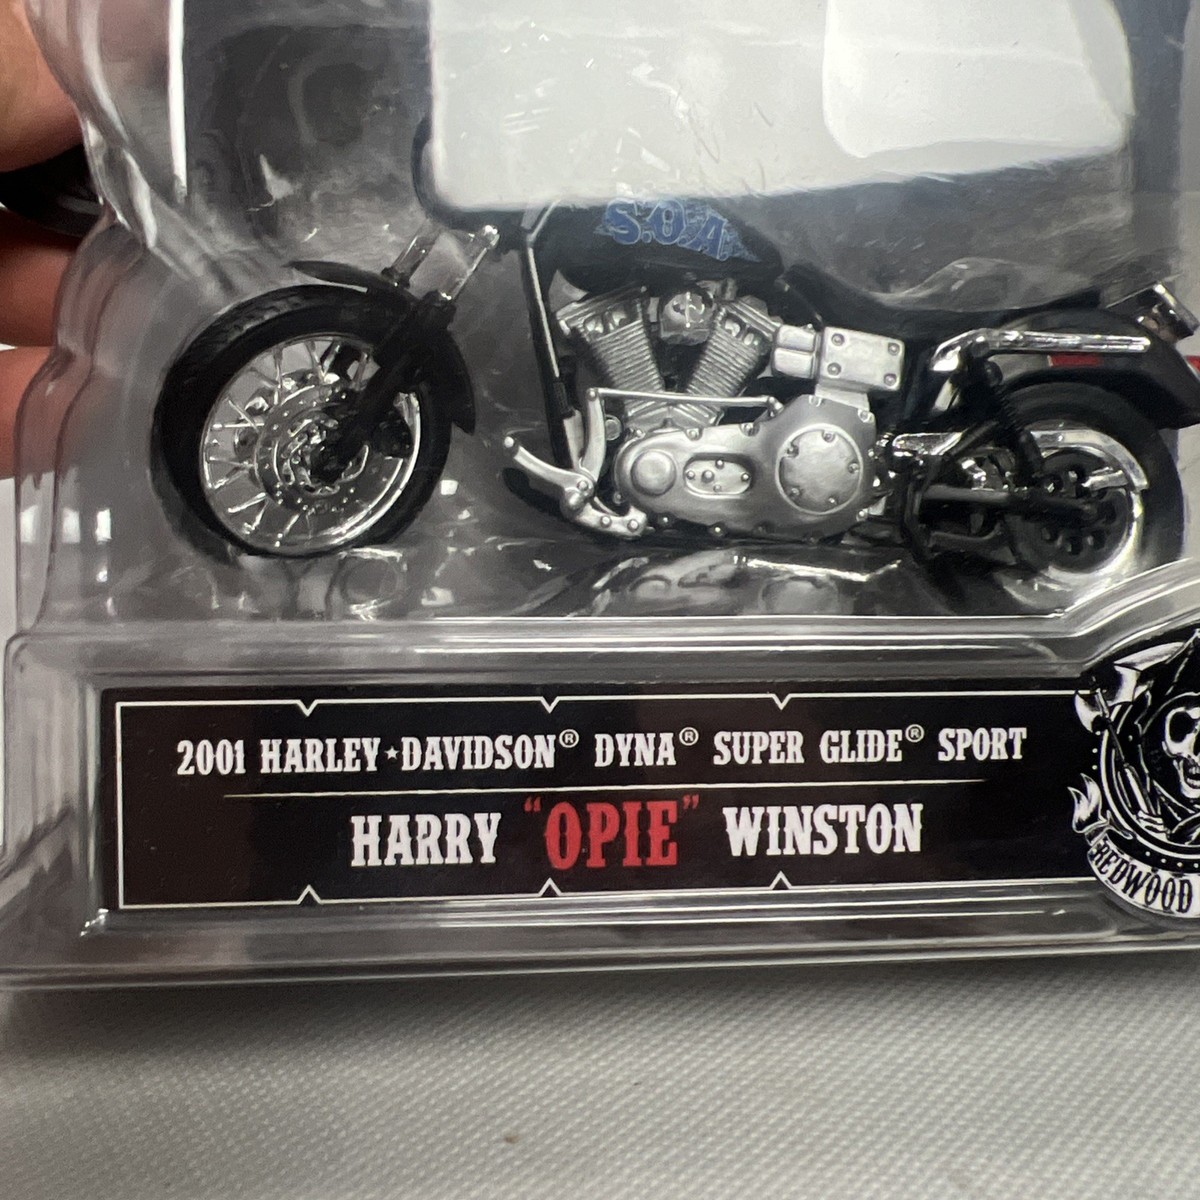 S.O.A.
2001 HARLEY★DAVIDSON® DYNA® SUPER GLIDE® SPORT
HARRY "OPIE" WINSTON
REDWOOD